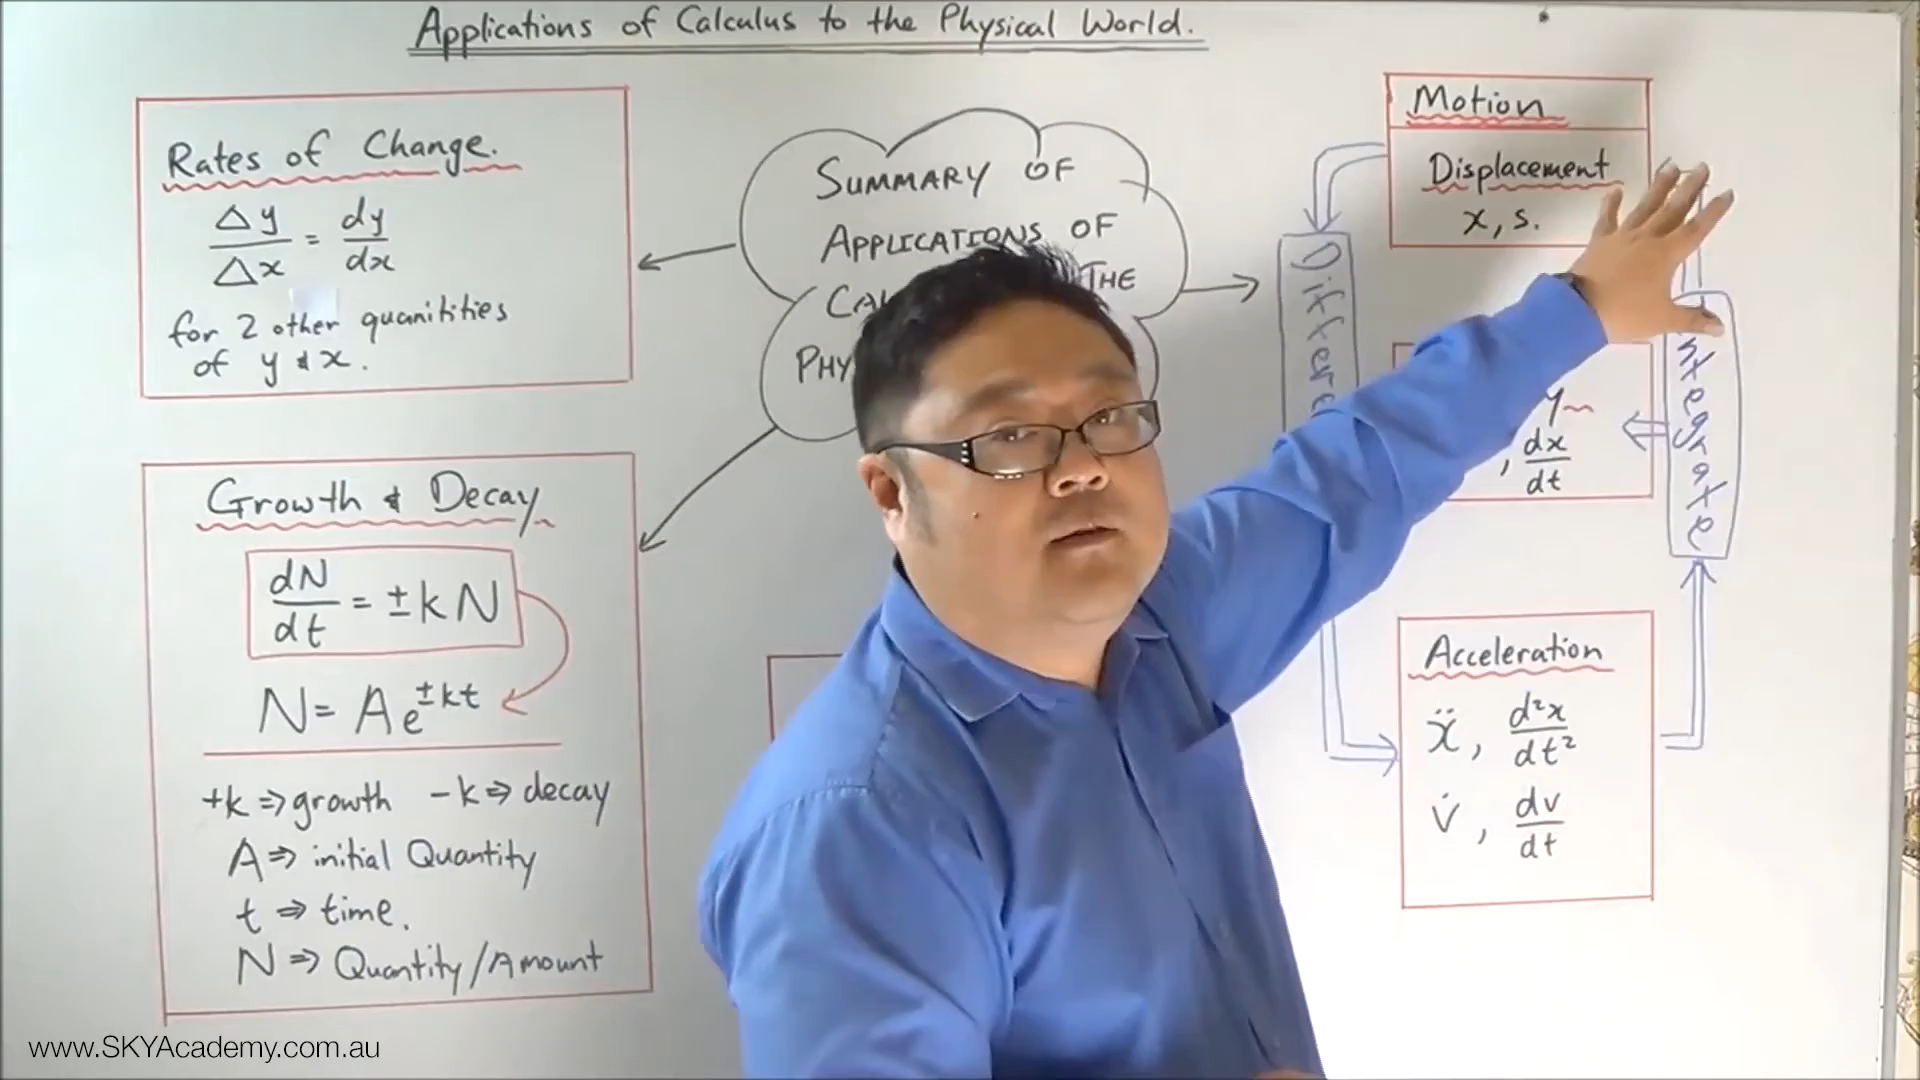 Applications of Calculus to the Physical World.
Rates of Change.
Δy/Δx = dy/dx
for 2 other quanitities
of y & x.
SUMMARY OF
APPLICATIONS OF
THE
Growth & Decay
dN/dt = ±kN
N = Ae^±kt
+k ⇒ growth -k ⇒ decay
A ⇒ initial Quantity
t ⇒ time.
N ⇒ Quantity/Amount
Motion
Displacement
x, s.
, dx/dt
Acceleration
ẍ, d²x/dt²
v̇, dv/dt
www.SKYAcademy.com.au